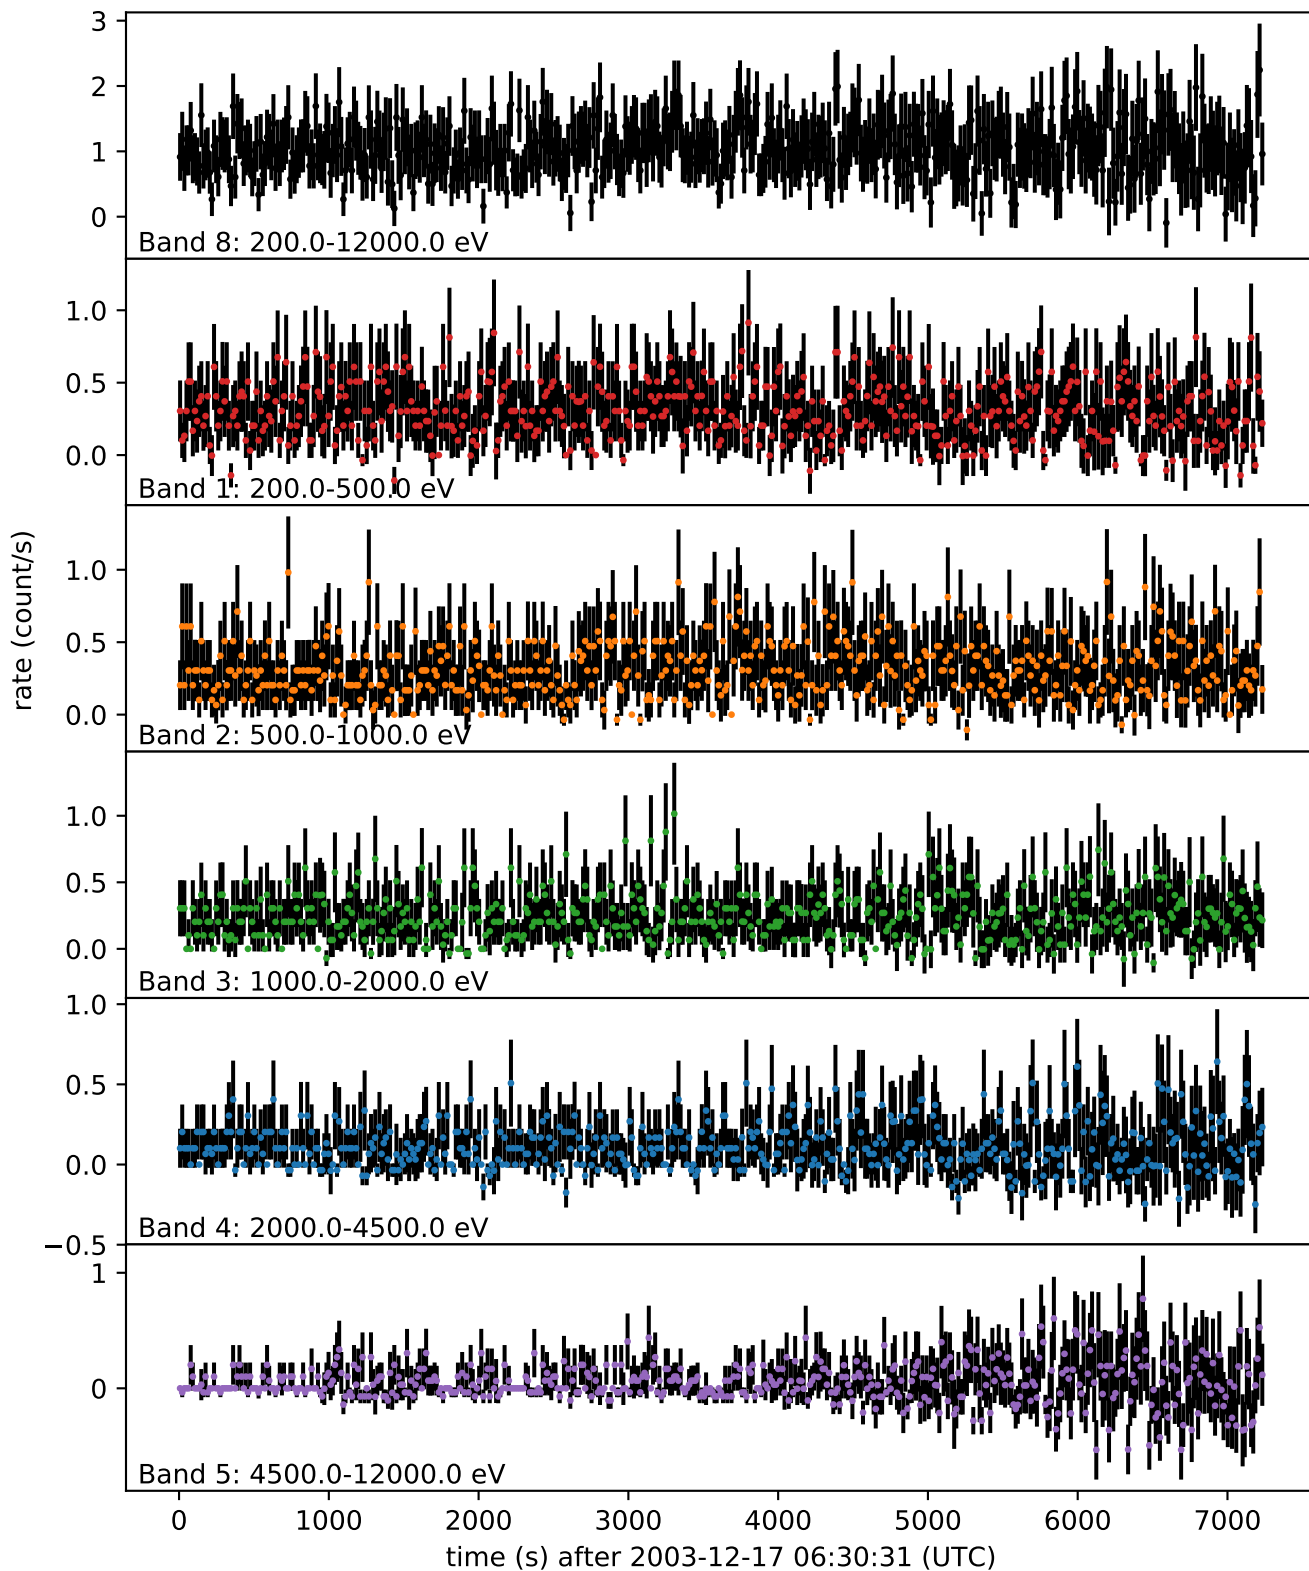 3
2
1
0
Band 8: 200.0-12000.0 eV
1.0
0.5
0.0
Band 1: 200.0-500.0 eV
1.0
0.5
0.0
Band 2: 500.0-1000.0 eV
rate (count/s)
1.0
0.5
0.0
Band 3: 1000.0-2000.0 eV
1.0
0.5
0.0
−0.5
Band 4: 2000.0-4500.0 eV
1
0
Band 5: 4500.0-12000.0 eV
0 1000 2000 3000 4000 5000 6000 7000
time (s) after 2003-12-17 06:30:31 (UTC)